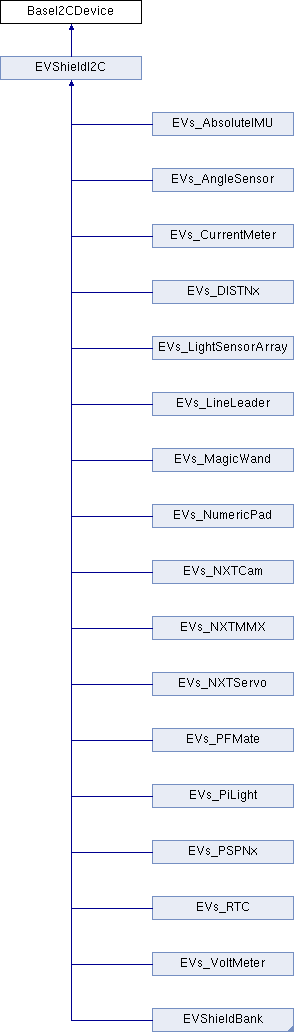 BaseI2CDevice
EVShieldI2C
EVs_AbsoluteIMU
EVs_AngleSensor
EVs_CurrentMeter
EVs_DISTNx
EVs_LightSensorArray
EVs_LineLeader
EVs_MagicWand
EVs_NumericPad
EVs_NXTCam
EVs_NXTMMX
EVs_NXTServo
EVs_PFMate
EVs_PiLight
EVs_PSPNx
EVs_RTC
EVs_VoltMeter
EVShieldBank